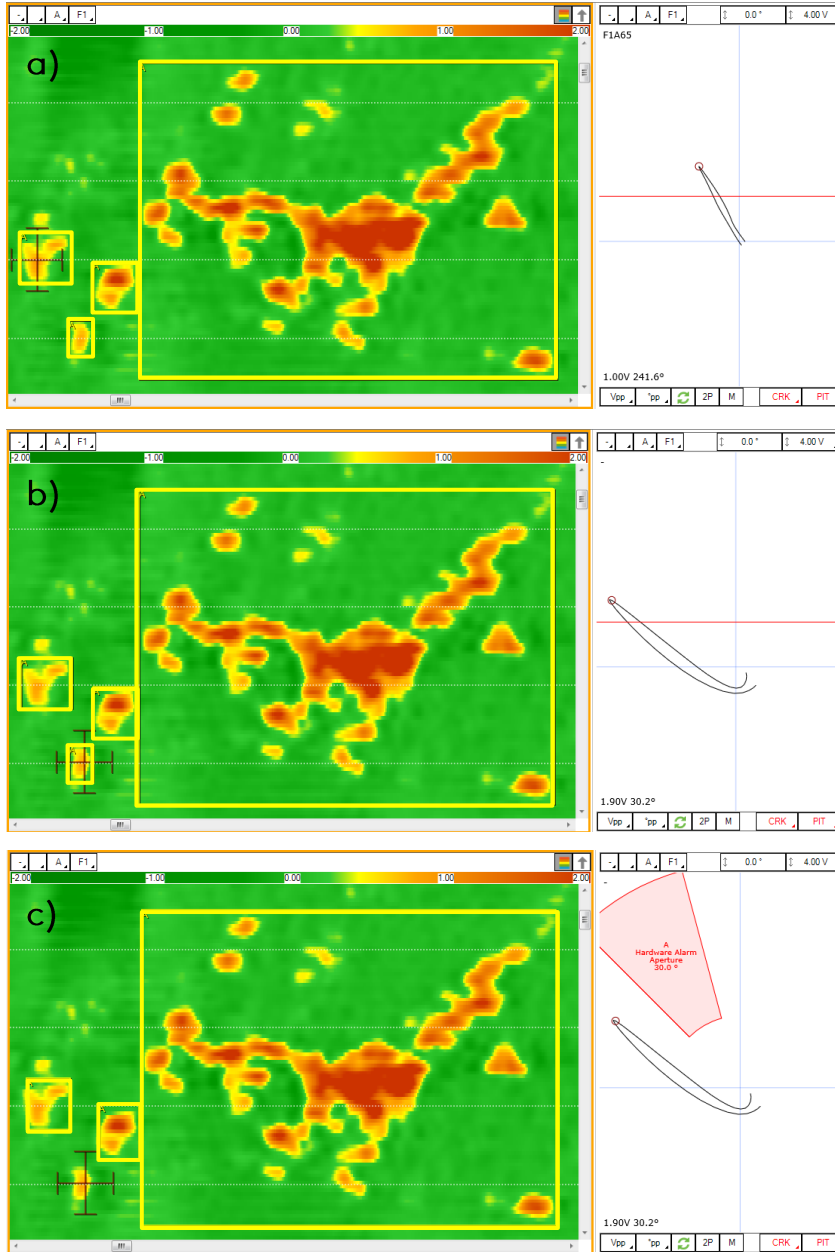 - A F1
-2.00 -1.00 0.00 1.00 2.00
a)
- A F1 0.0 ° 4.00 V
F1A65
1.00V 241.6°
Vpp °pp 2P M CRK PIT
- A F1
-2.00 -1.00 0.00 1.00 2.00
b)
- A F1 0.0 ° 4.00 V
-
1.90V 30.2°
Vpp °pp 2P M CRK PIT
- A F1
-2.00 -1.00 0.00 1.00 2.00
c)
- A F1 0.0 ° 4.00 V
-
A
Hardware Alarm
Aperture
30.0 °
1.90V 30.2°
Vpp °pp 2P M CRK PIT